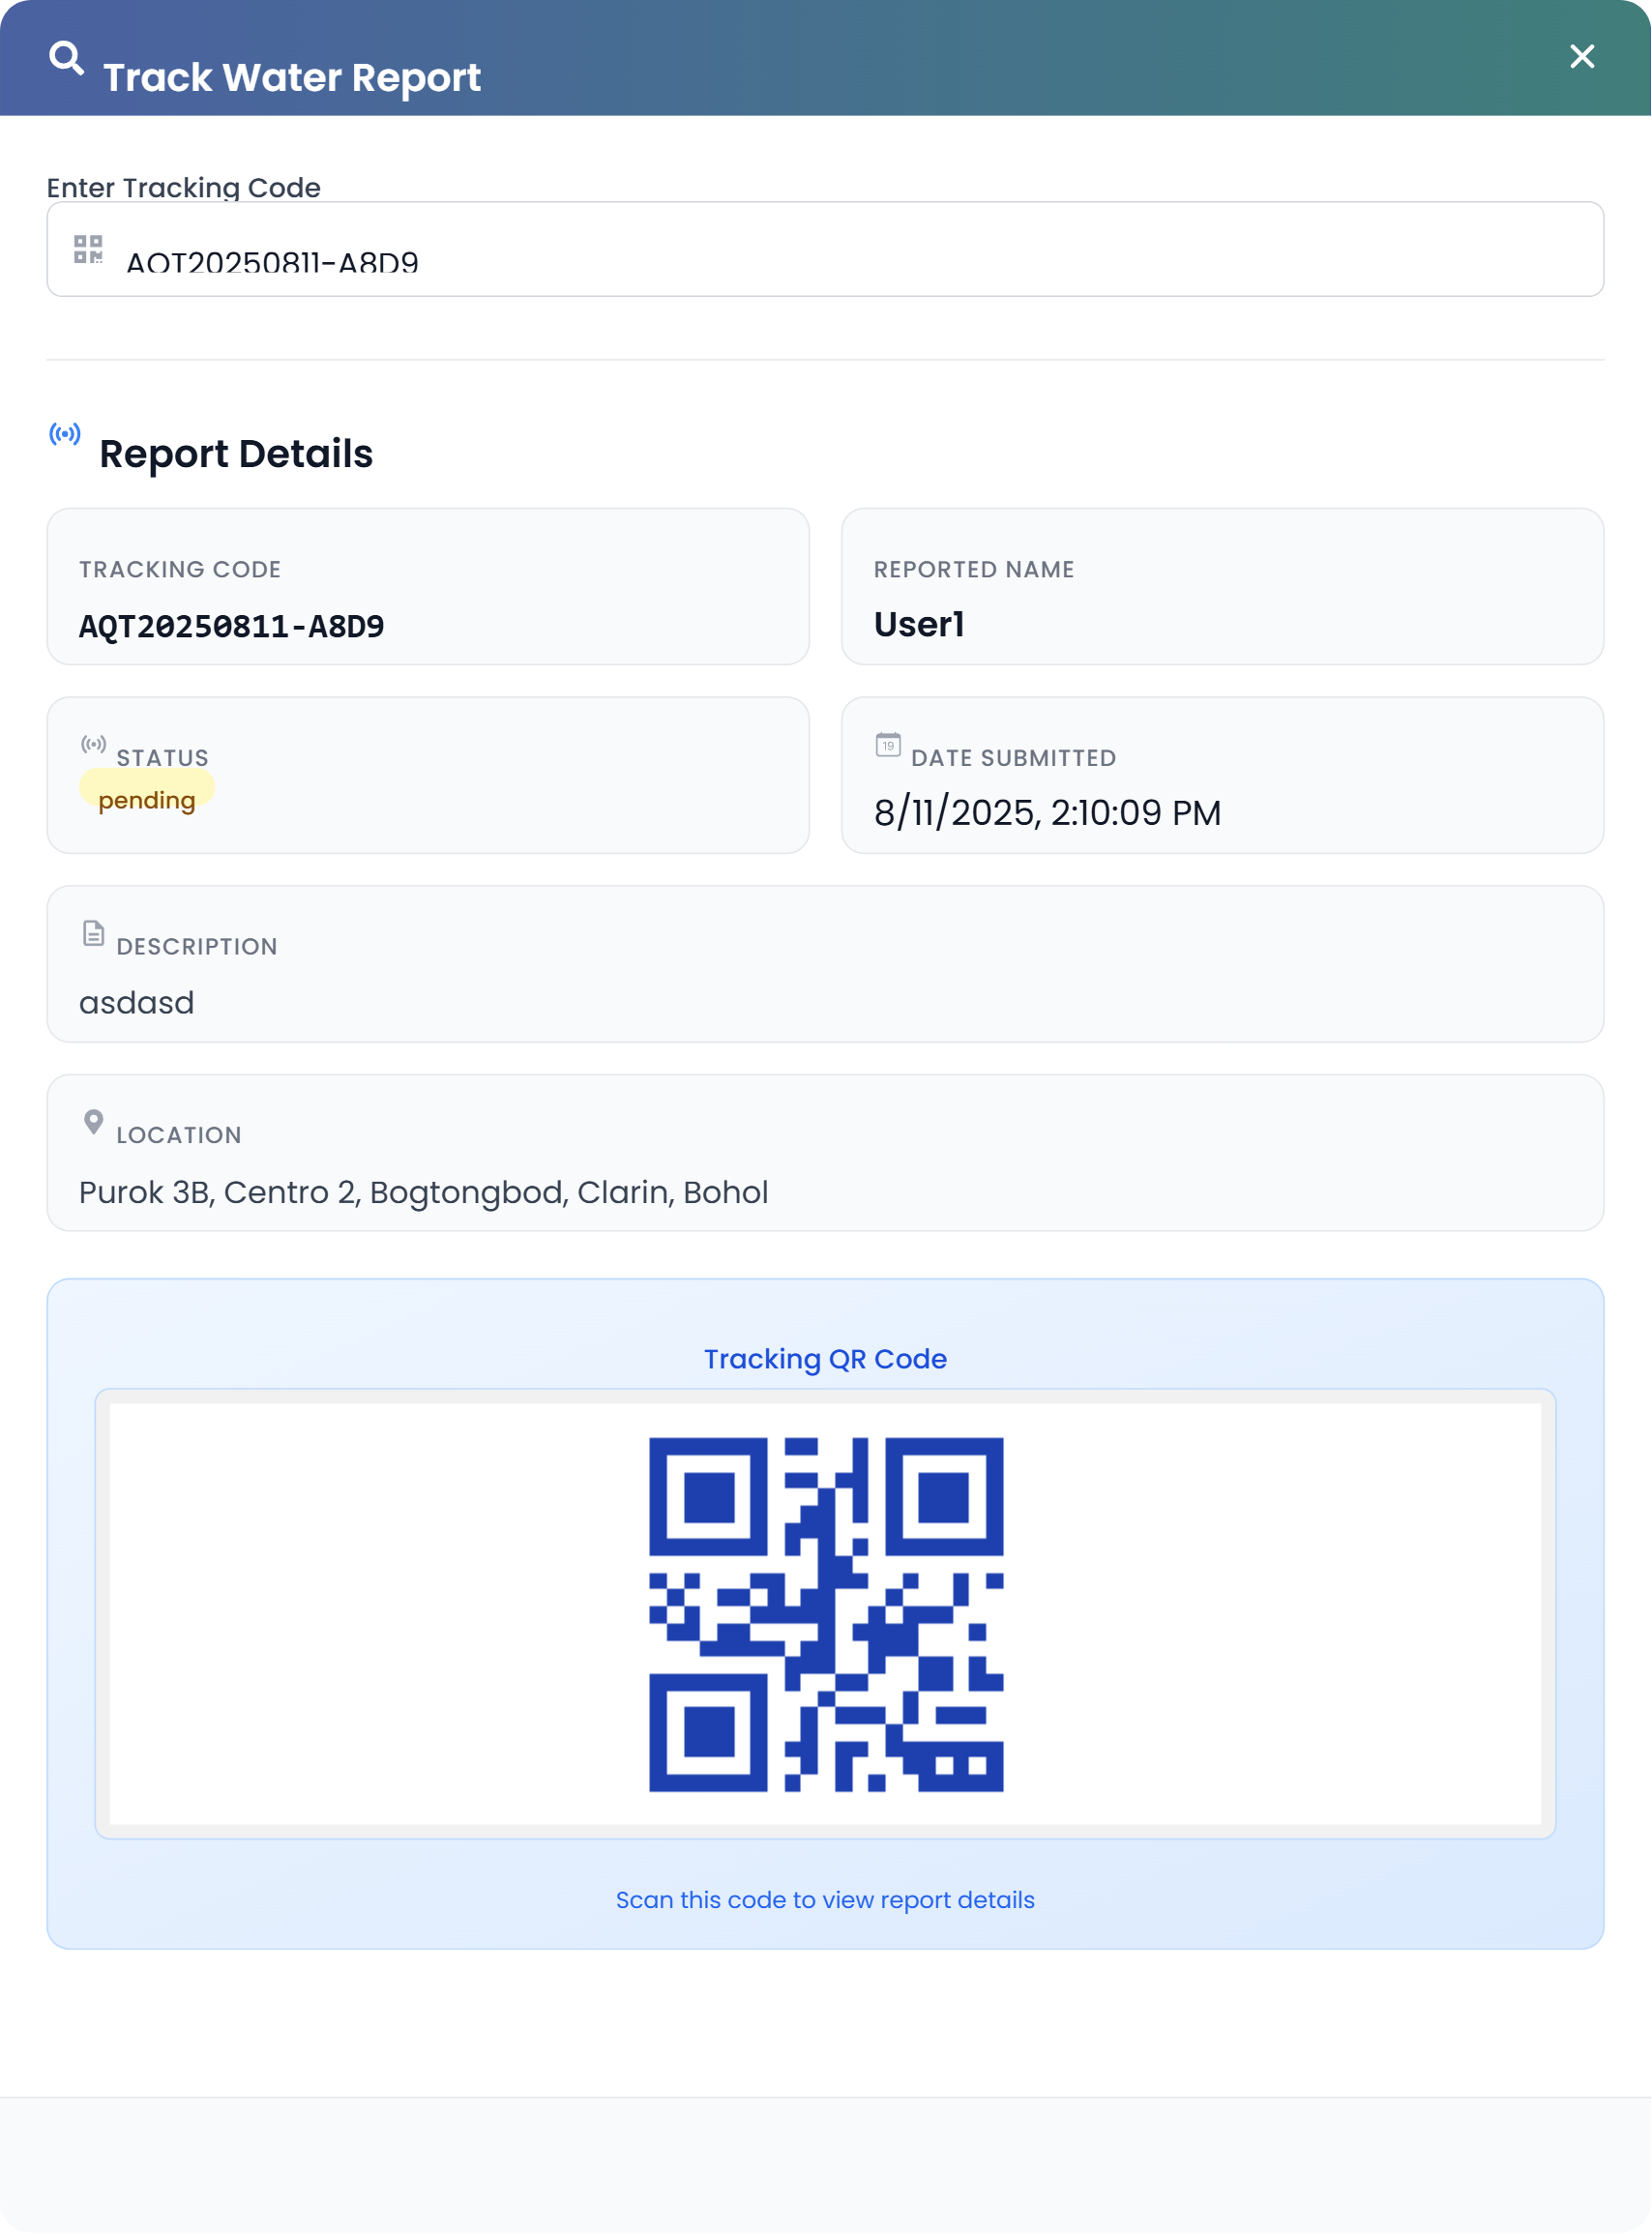 Track Water Report
Enter Tracking Code
AQT20250811-A8D9
Report Details
TRACKING CODE
AQT20250811-A8D9
REPORTED NAME
User1
STATUS
pending
19
DATE SUBMITTED
8/11/2025, 2:10:09 PM
DESCRIPTION
asdasd
LOCATION
Purok 3B, Centro 2, Bogtongbod, Clarin, Bohol
Tracking QR Code
Scan this code to view report details